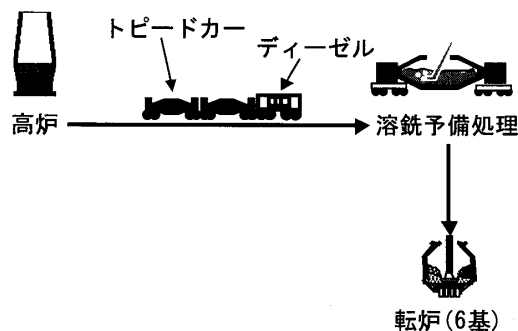 トピードカー
ディーゼル
高炉
溶銑予備処理
転炉(6基)